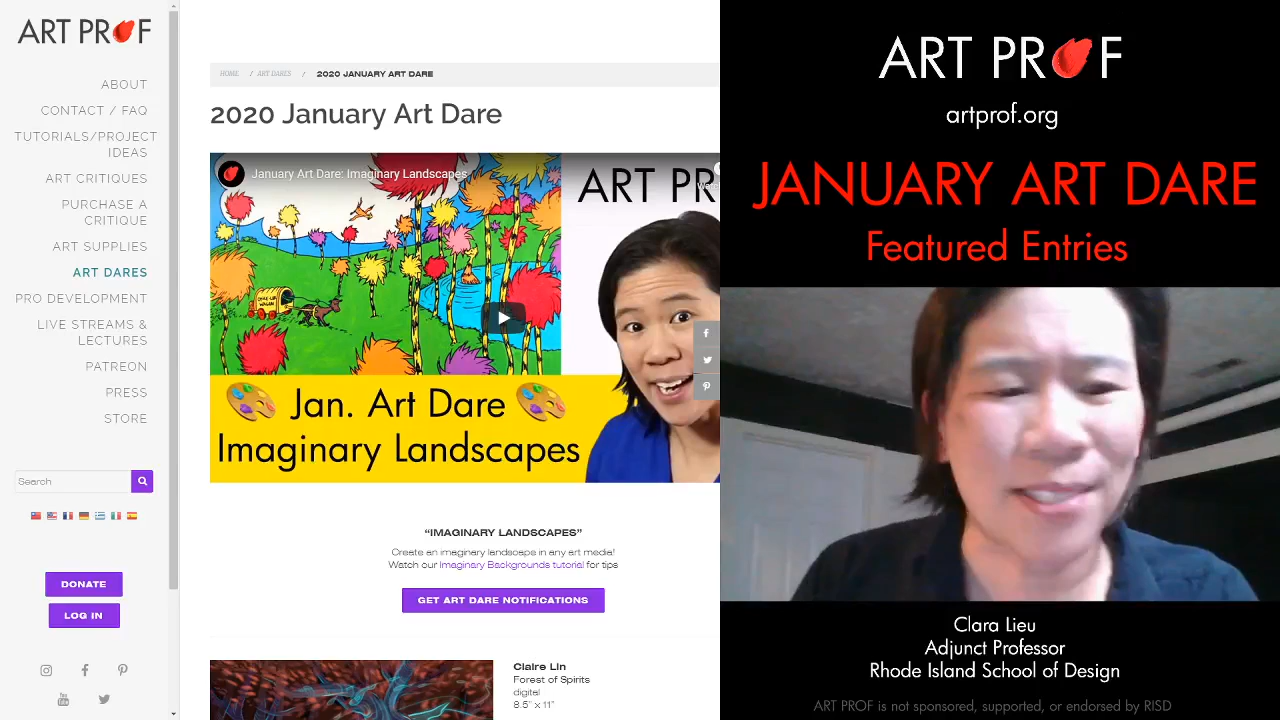 ART PROF
ABOUT
CONTACT / FAQ
TUTORIALS/PROJECT
IDEAS
ART CRITIQUES
PURCHASE A
CRITIQUE
ART SUPPLIES
ART DARES
PRO DEVELOPMENT
LIVE STREAMS &
LECTURES
PATREON
PRESS
STORE
Search
DONATE
LOG IN
HOME / ART DARES / 2020 JANUARY ART DARE
2020 January Art Dare
January Art Dare: Imaginary Landscapes
ART PR
Jan. Art Dare
Imaginary Landscapes
“IMAGINARY LANDSCAPES”
Create an imaginary landscape in any art media!
Watch our Imaginary Backgrounds tutorial for tips
GET ART DARE NOTIFICATIONS
Claire Lin
Forest of Spirits
digital
8.5” x 11”
ART PROF
artprof.org
JANUARY ART DARE
Featured Entries
Clara Lieu
Adjunct Professor
Rhode Island School of Design
ART PROF is not sponsored, supported, or endorsed by RISD